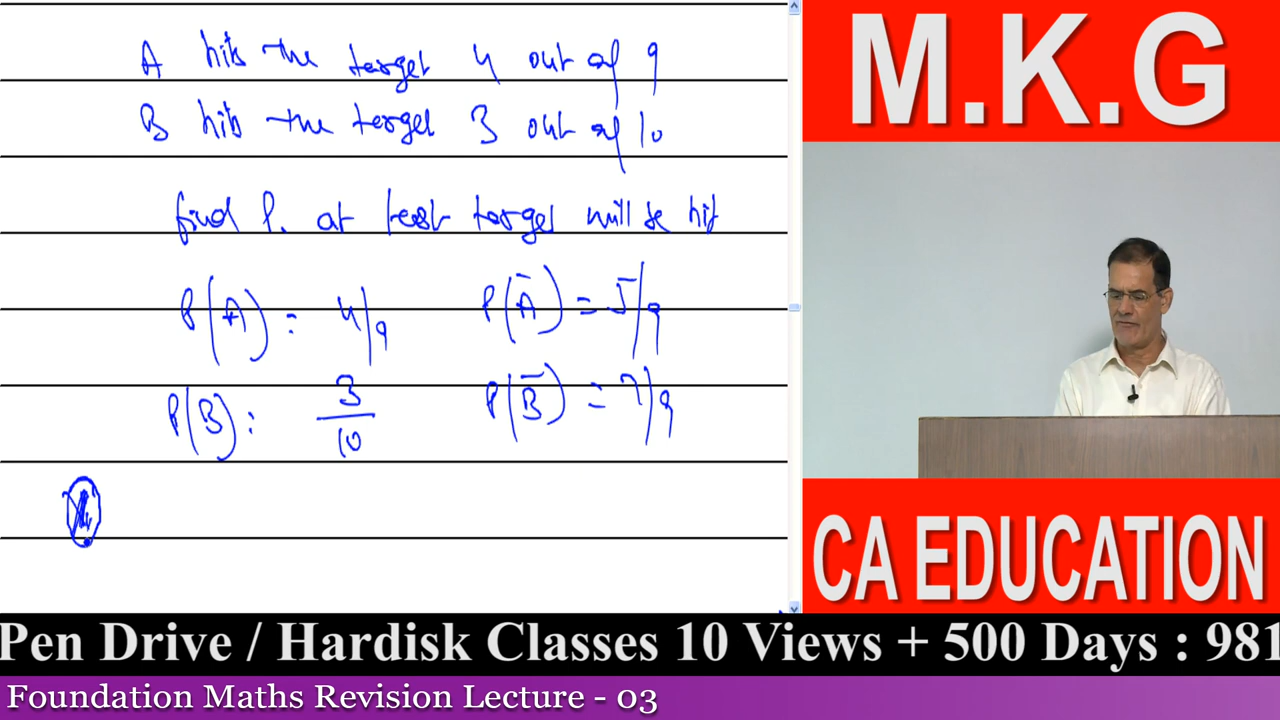 A hits the target 4 out of 9
B hits the target 3 out of 10
find P. at least target will be hit
P(A) = 4/9 P(Ā) = 5/9
P(B) : 3/10 P(B̄) = 7/9
M.K.G
CA EDUCATION
Pen Drive / Hardisk Classes 10 Views + 500 Days : 981
Foundation Maths Revision Lecture - 03